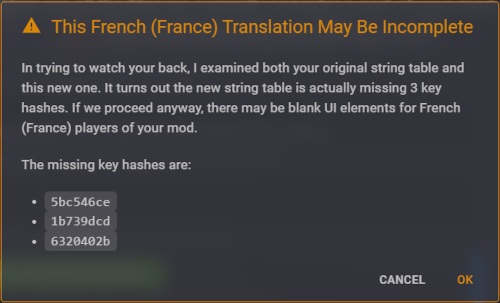 This French (France) Translation May Be Incomplete
In trying to watch your back, I examined both your original string table and
this new one. It turns out the new string table is actually missing 3 key
hashes. If we proceed anyway, there may be blank UI elements for French
(France) players of your mod.
The missing key hashes are:
• 5bc546ce
• 1b739dcd
• 6320402b
CANCEL OK